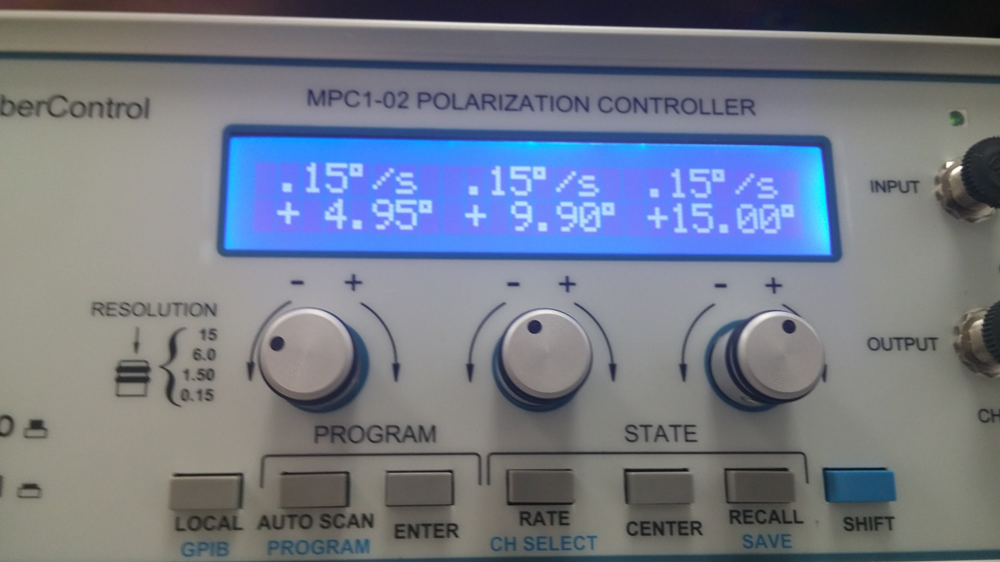 MPC1-02 POLARIZATION CONTROLLER
berControl
.15°/s .15°/s .15°/s
+ 4.95° + 9.90° +15.00°
INPUT
- + - + - +
RESOLUTION
15
6.0
1.50
0.15
OUTPUT
CH
O
PROGRAM STATE
LOCAL AUTO SCAN ENTER RATE CENTER RECALL SHIFT
GPIB PROGRAM CH SELECT SAVE